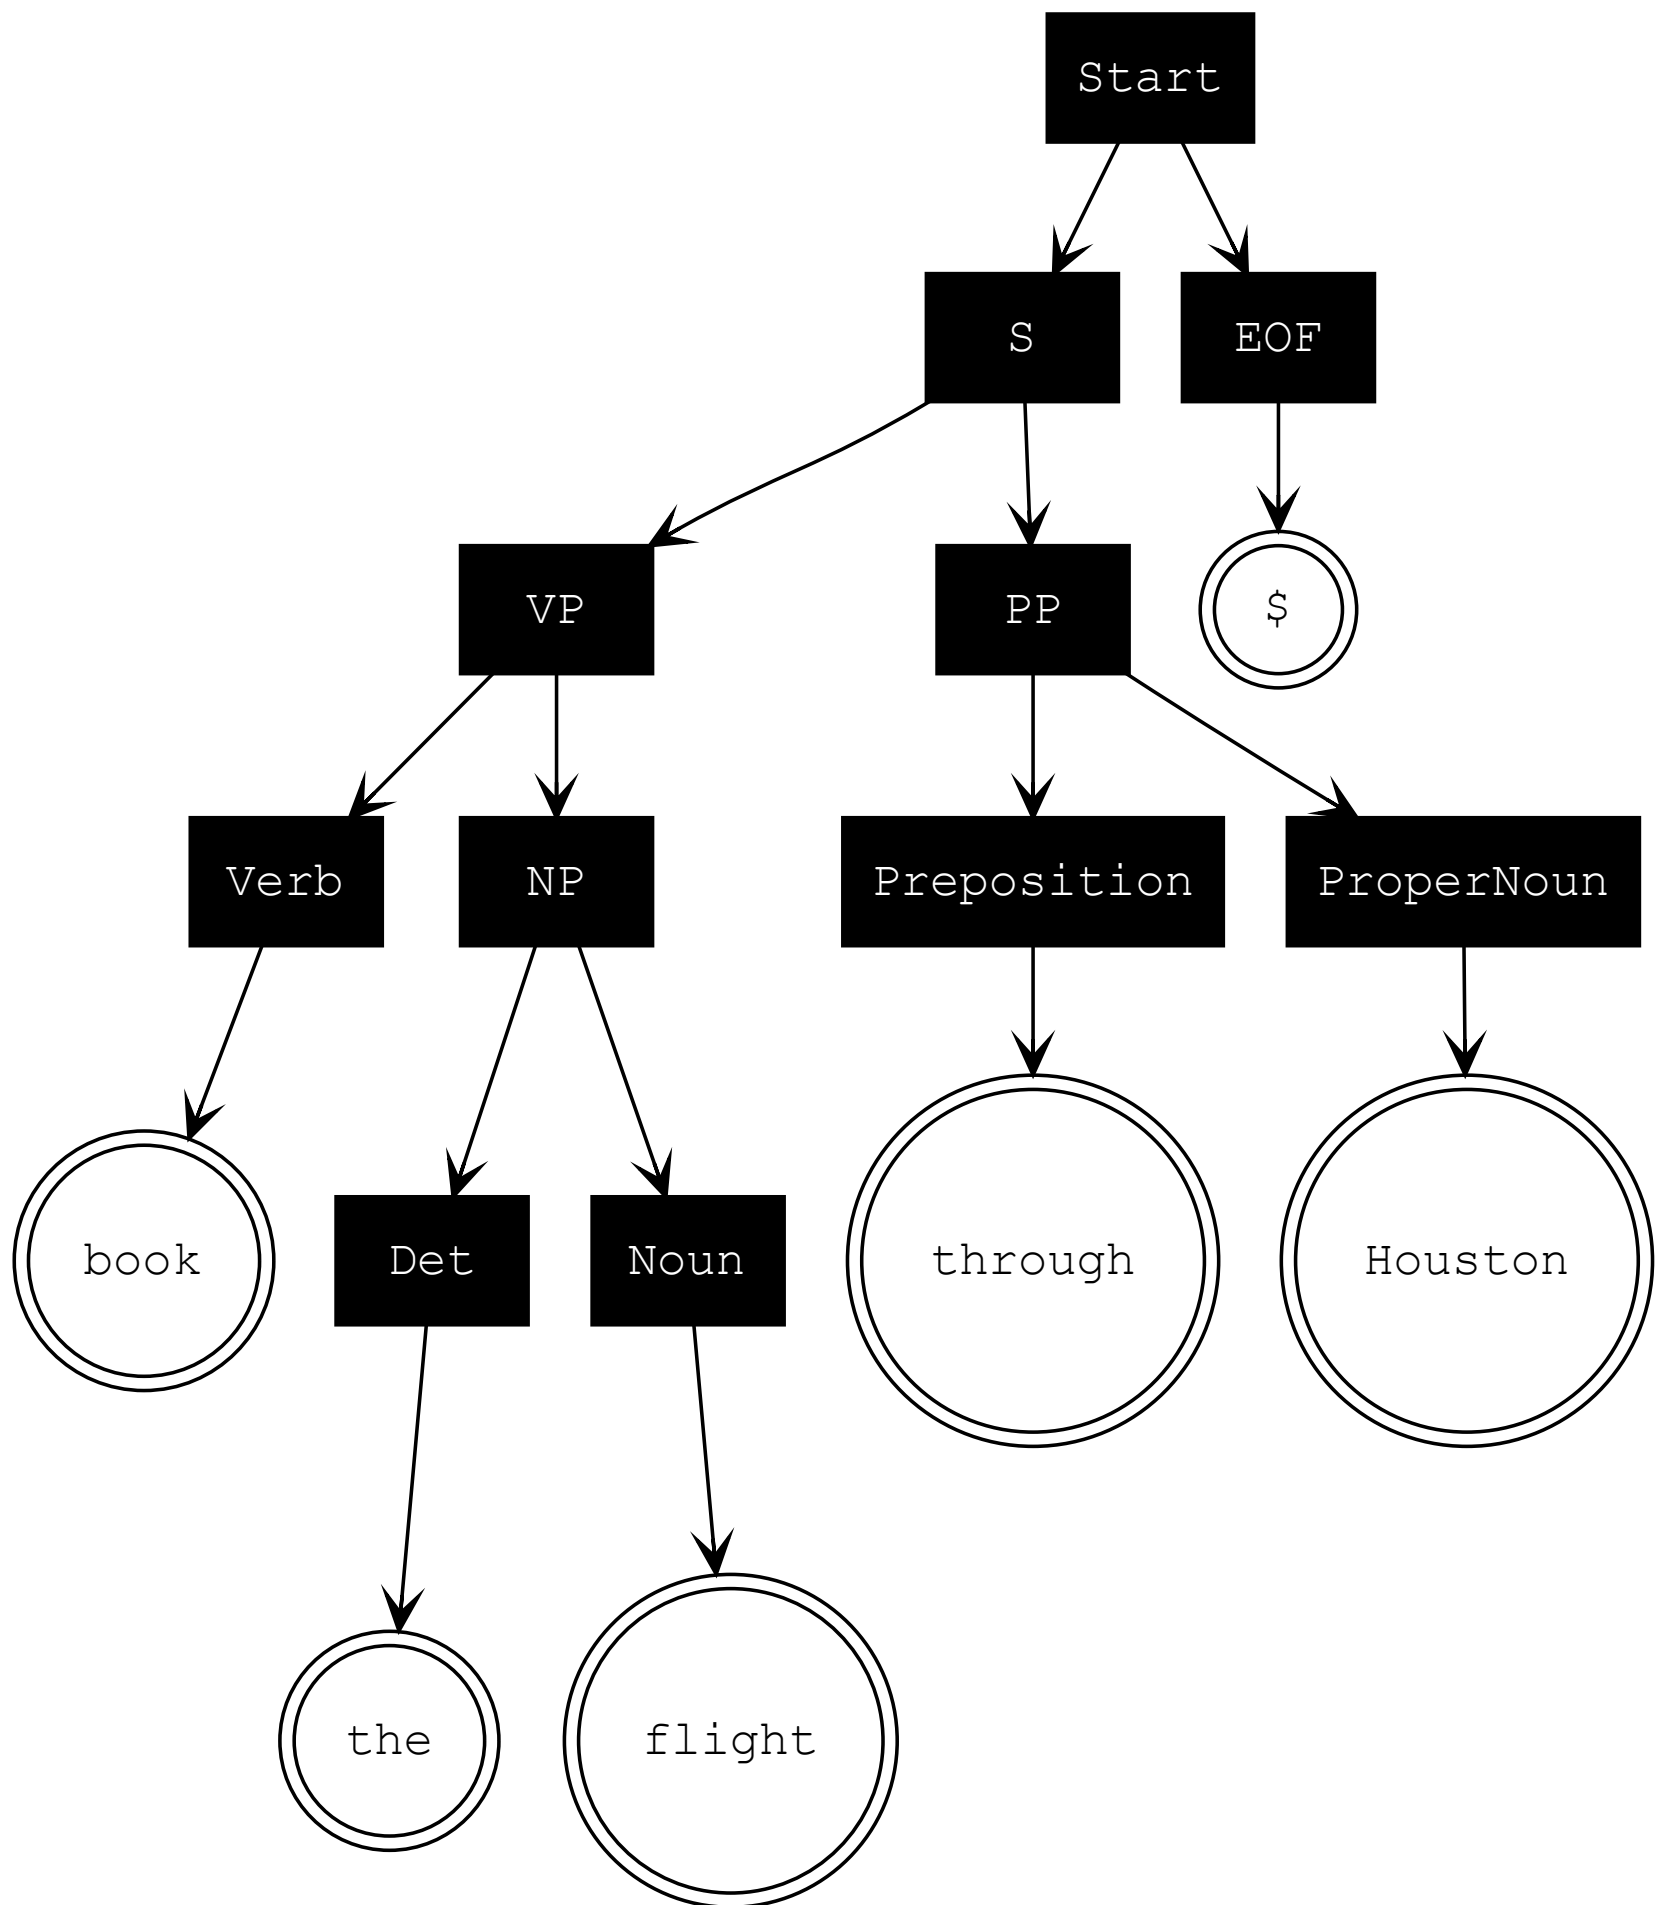 Start
S
EOF
VP
PP
$
Verb
NP
Preposition
ProperNoun
book
Det
Noun
through
Houston
the
flight